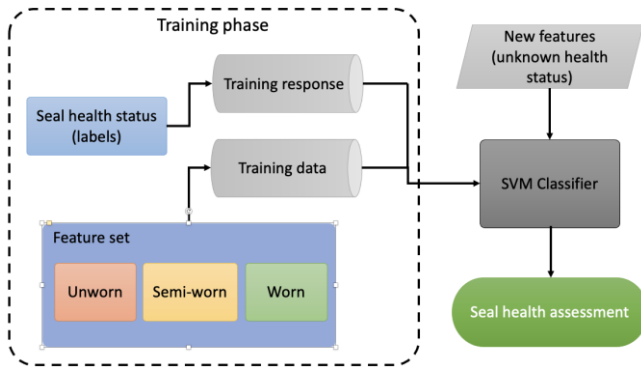 Training phase
New features
(unknown health
status)
Training response
Seal health status
(labels)
Training data
SVM Classifier
Feature set
Unworn
Semi-worn
Worn
Seal health assessment